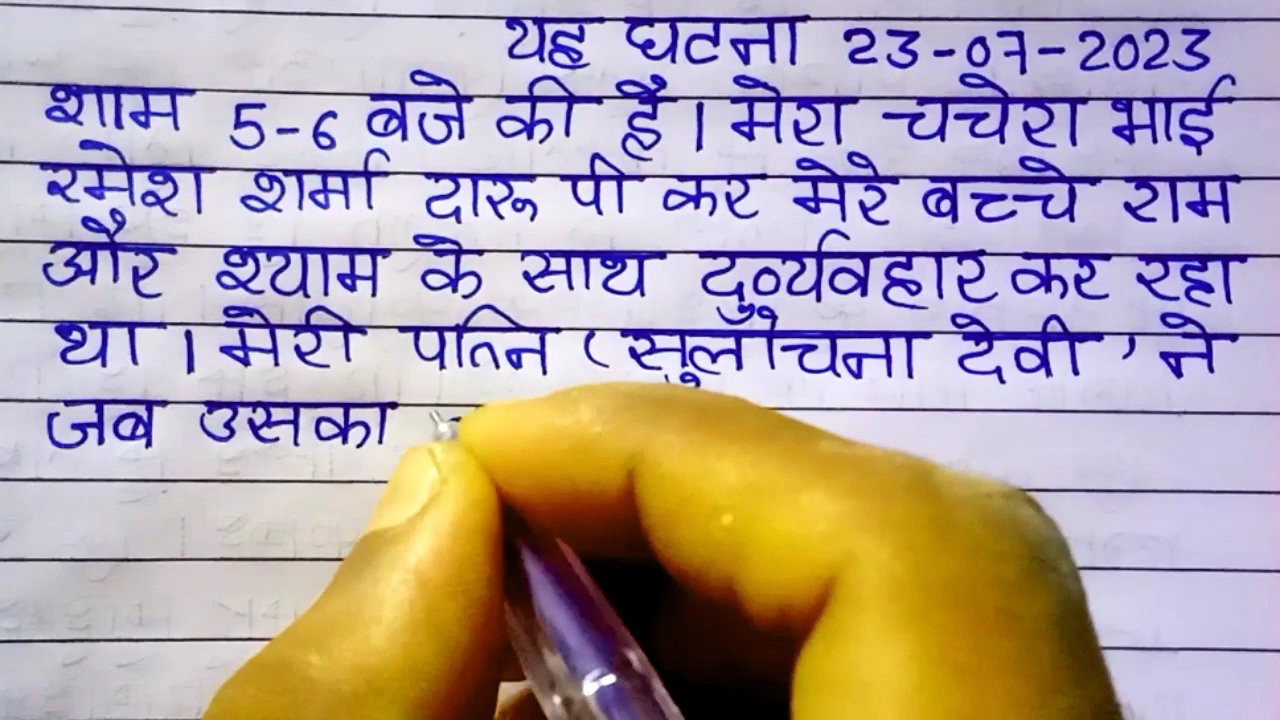 यह घटना 23-07-2023
शाम 5-6 बजे की है। मेरा चचेरा भाई
रमेश शर्मा दारू पी कर मेरे बच्चे राम
और श्याम के साथ दुर्व्यवहार कर रहा
था। मेरी पत्नि (सुलोचना देवी' ने
जब उसका